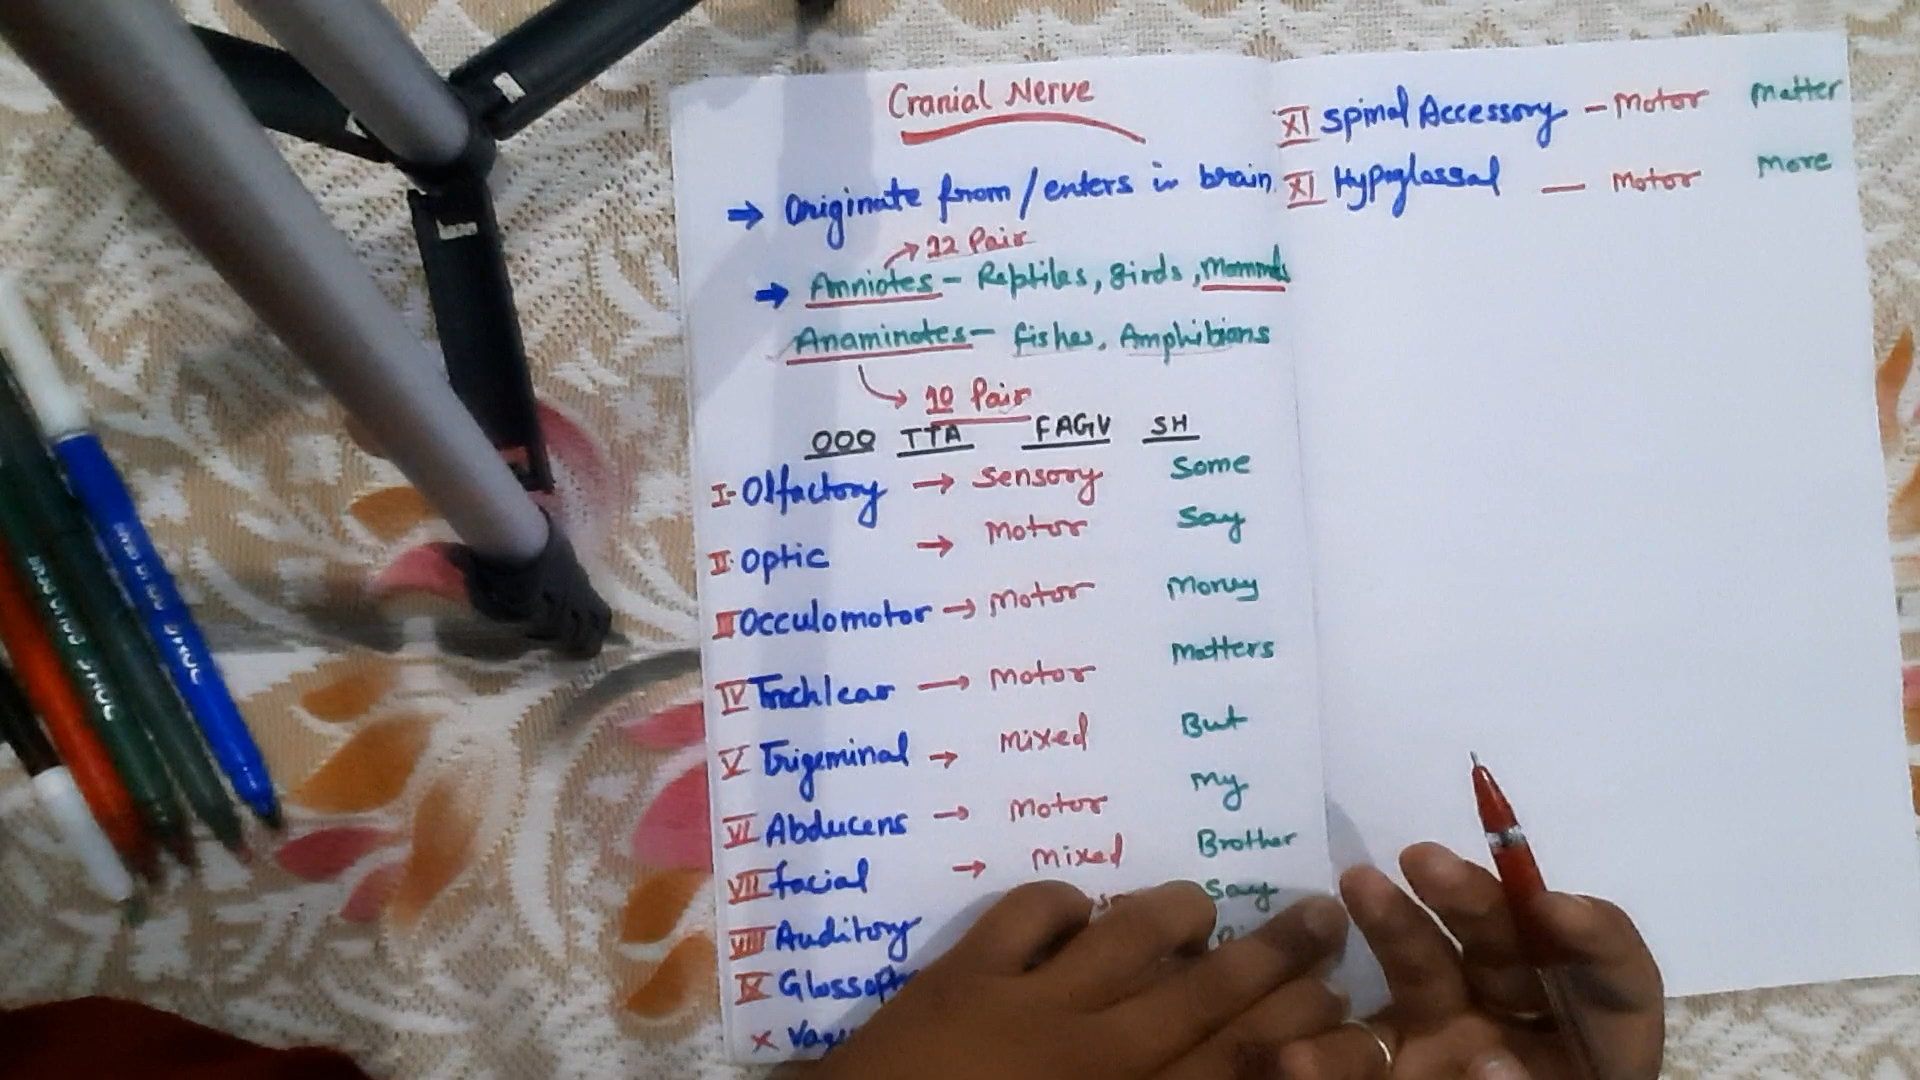 Cranial Nerve
⇒ Originate from/enters in brain.
→ 12 Pair
⇒ Amniotes - Reptiles, Birds, Mammals
Anaminotes - fishes, Amphibians
→ 10 Pair
OOO TTA FAGV SH
I- Olfactory → Sensory Some
II. Optic → Motor Say
III Occulomotor → Motor Money
IV Trochlear → Motor Matters
V Trigeminal → Mixed But
VI Abducens → Motor My
VII facial → Mixed Brother
VIII Auditory Say
IX
X
XI Spinal Accessory - Motor Matter
XI Hypoglossal - Motor More